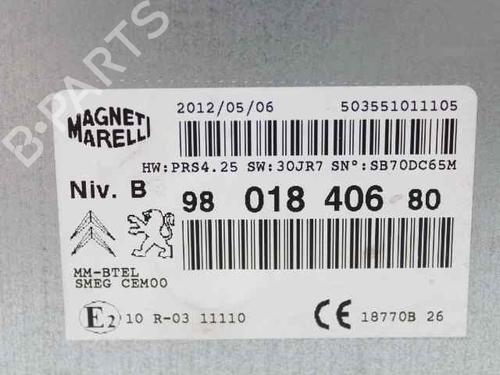 B-PARTS
MAGNETI MARELLI
2012/05/06 503551011105
HW:PRS4.25 SW:30JR7 SN°:SB70DC65M
Niv. B 98 018 406 80
MM-BTEL
SMEG CEM00
E2 10 R-03 11110 CE 18770B 26